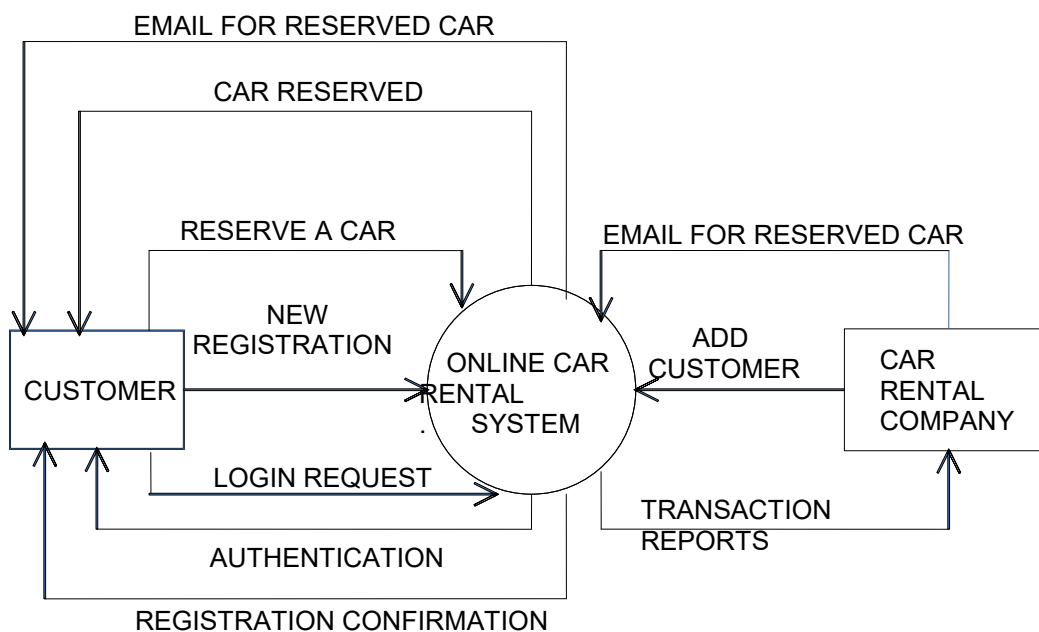 EMAIL FOR RESERVED CAR
CAR RESERVED
RESERVE A CAR
EMAIL FOR RESERVED CAR
NEW
REGISTRATION
ADD
CUSTOMER
CUSTOMER
ONLINE CAR
RENTAL
. SYSTEM
CAR
RENTAL
COMPANY
LOGIN REQUEST
TRANSACTION
REPORTS
AUTHENTICATION
REGISTRATION CONFIRMATION